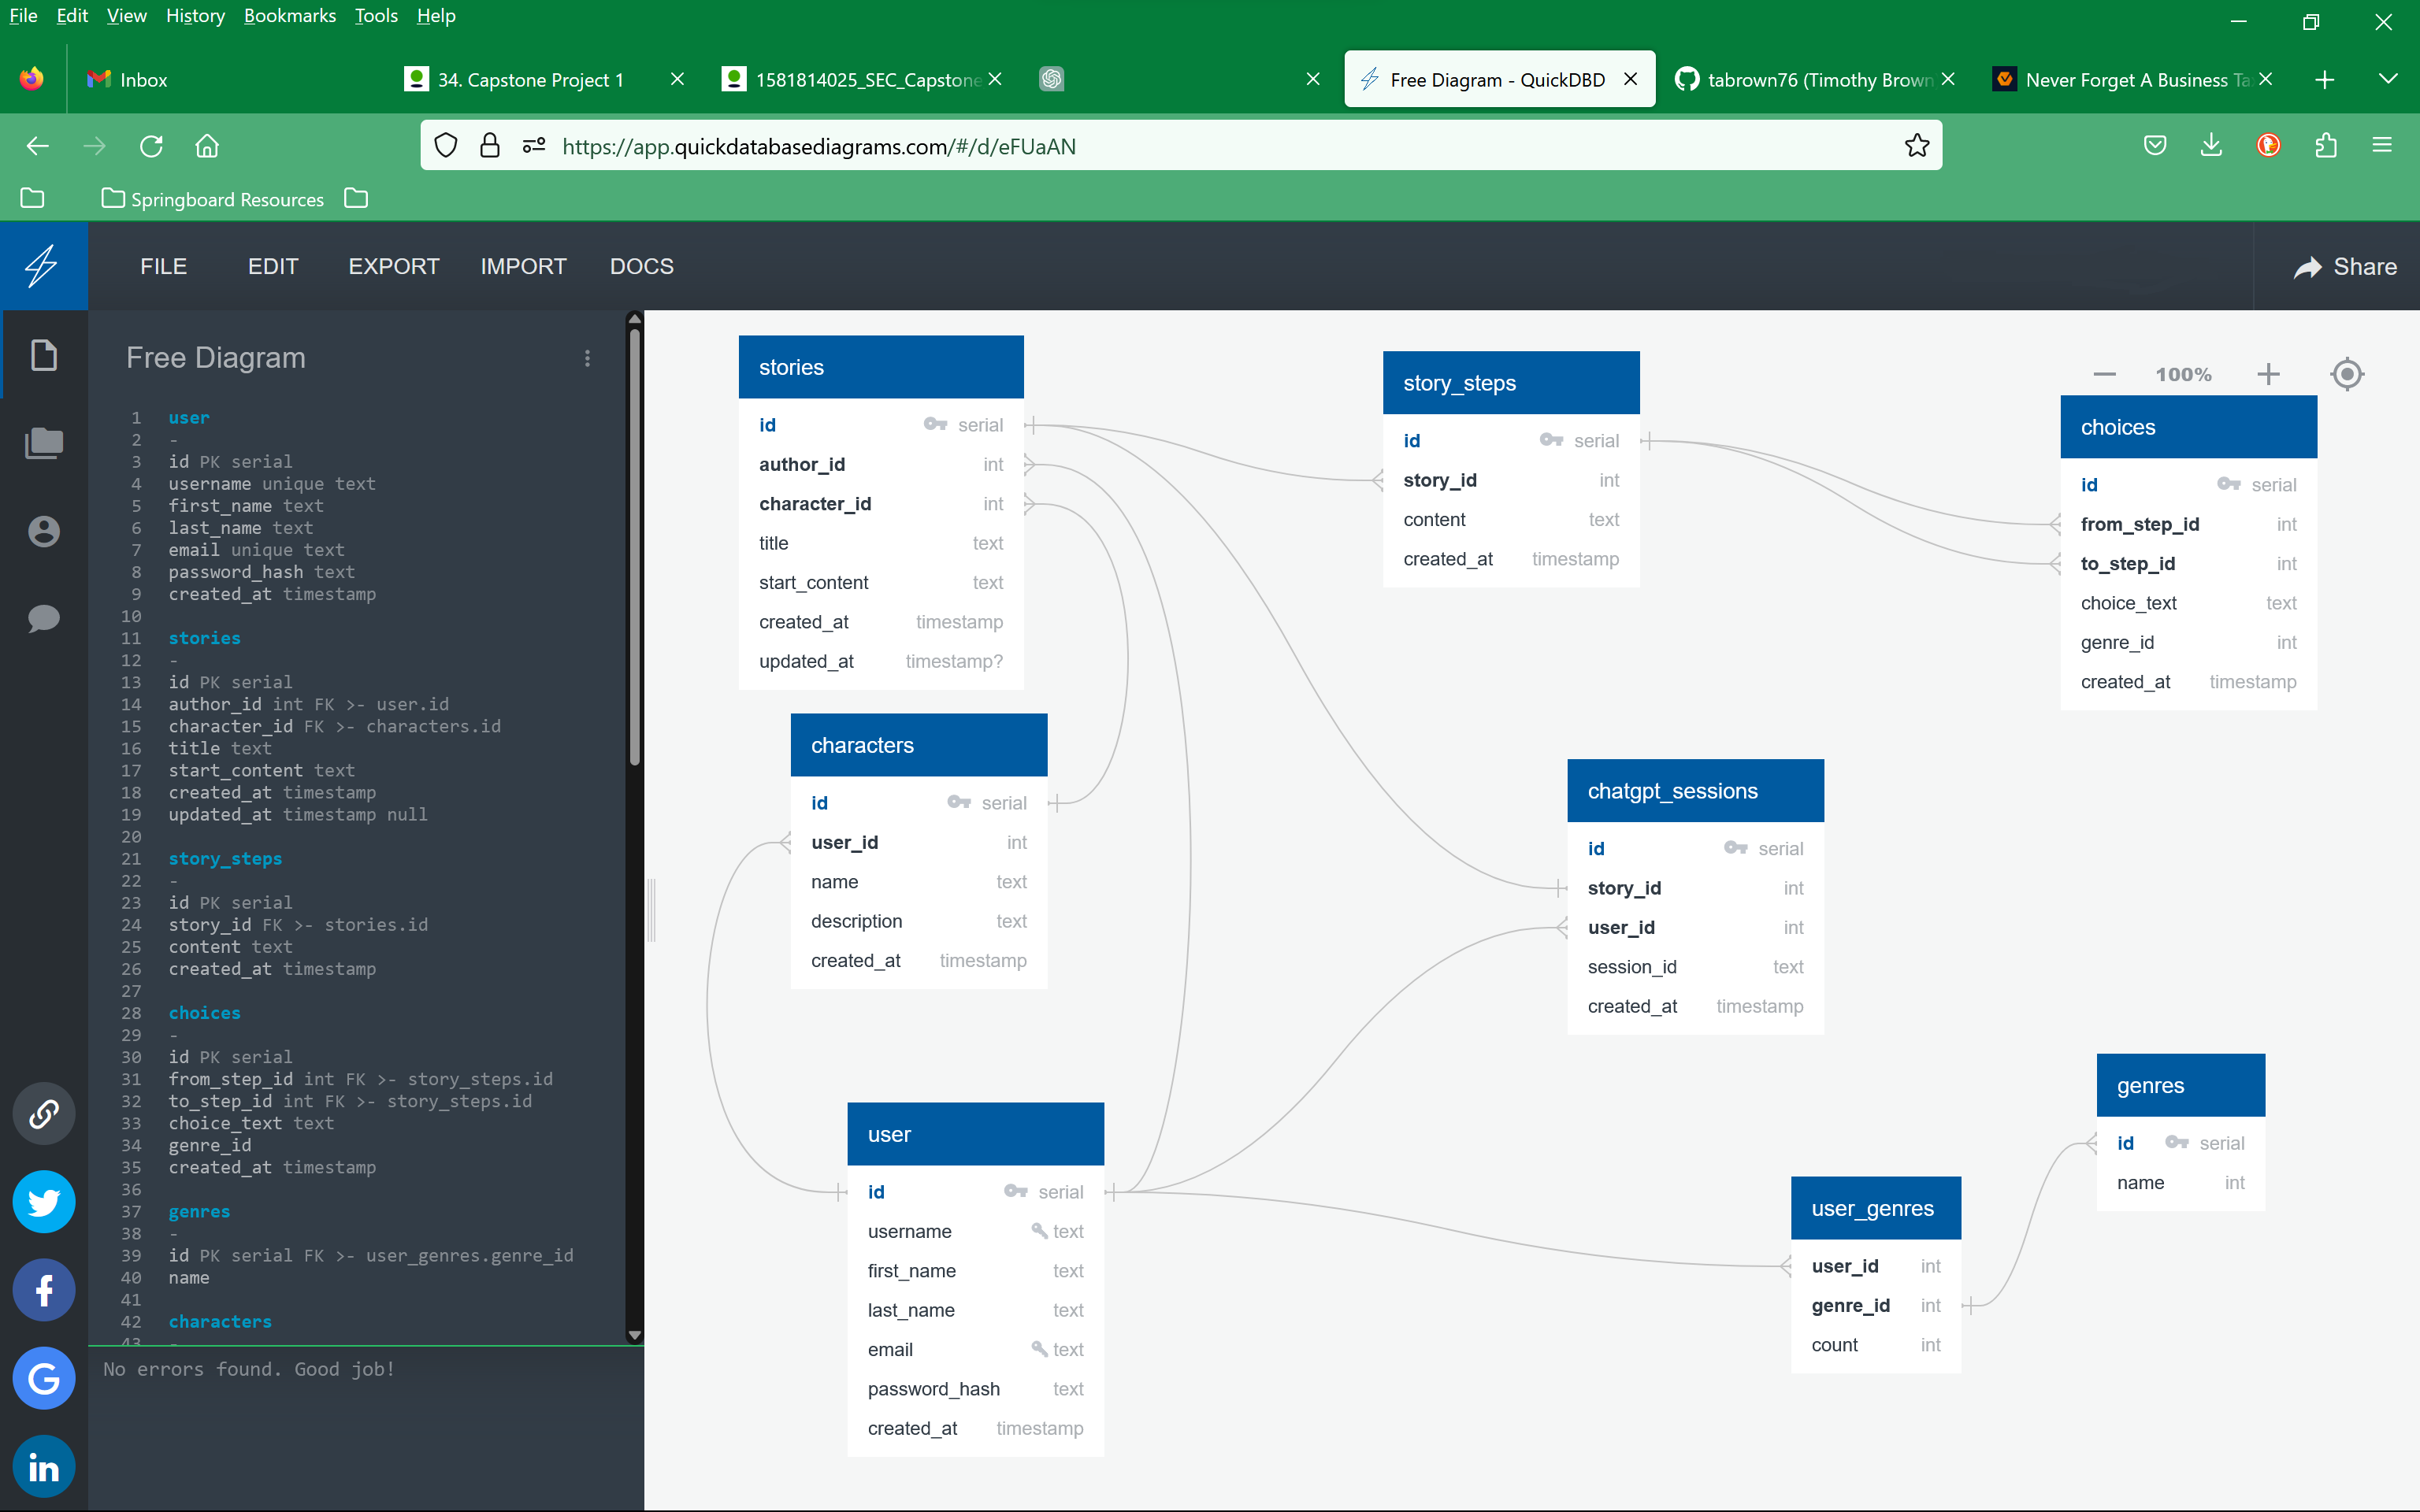 File Edit View History Bookmarks Tools Help
Inbox
34. Capstone Project 1
1581814025_SEC_Capstone
Free Diagram - QuickDBD
tabrown76 (Timothy Brown
Never Forget A Business Ta
https://app.quickdatabasediagrams.com/#/d/eFUaAN
Springboard Resources
FILE EDIT EXPORT IMPORT DOCS
Share
Free Diagram
1 user
2 -
3 id PK serial
4 username unique text
5 first_name text
6 last_name text
7 email unique text
8 password_hash text
9 created_at timestamp
10
11 stories
12 -
13 id PK serial
14 author_id int FK >- user.id
15 character_id FK >- characters.id
16 title text
17 start_content text
18 created_at timestamp
19 updated_at timestamp null
20
21 story_steps
22 -
23 id PK serial
24 story_id FK >- stories.id
25 content text
26 created_at timestamp
27
28 choices
29 -
30 id PK serial
31 from_step_id int FK >- story_steps.id
32 to_step_id int FK >- story_steps.id
33 choice_text text
34 genre_id
35 created_at timestamp
36
37 genres
38 -
39 id PK serial FK >- user_genres.genre_id
40 name
41
42 characters
43 -
No errors found. Good job!
stories
id serial
author_id int
character_id int
title text
start_content text
created_at timestamp
updated_at timestamp?
story_steps
id serial
story_id int
content text
created_at timestamp
100%
choices
id serial
from_step_id int
to_step_id int
choice_text text
genre_id int
created_at timestamp
characters
id serial
user_id int
name text
description text
created_at timestamp
chatgpt_sessions
id serial
story_id int
user_id int
session_id text
created_at timestamp
user
id serial
username text
first_name text
last_name text
email text
password_hash text
created_at timestamp
genres
id serial
name int
user_genres
user_id int
genre_id int
count int